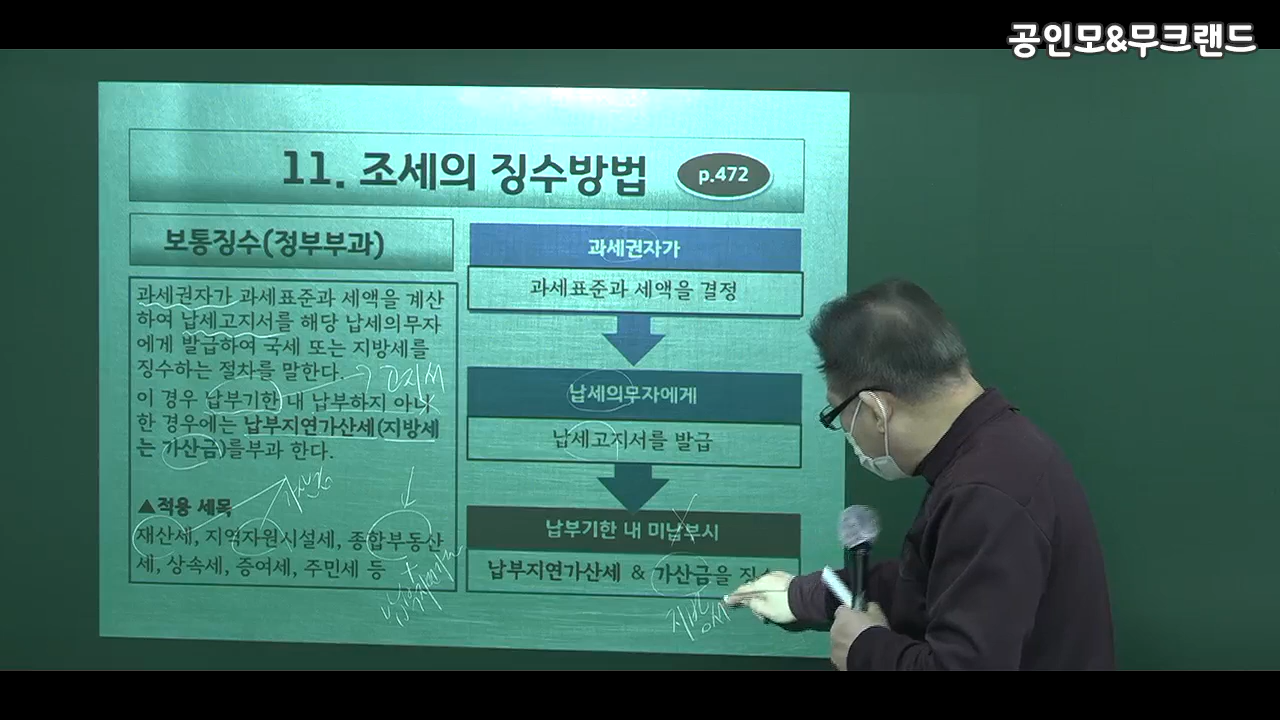 공인모&무크랜드
11. 조세의 징수방법
p.472
보통징수(정부부과)
과세권자가 과세표준과 세액을 계산
하여 납세고지서를 해당 납세의무자
에게 발급하여 국세 또는 지방세를
징수하는 절차를 말한다.
고지서
이 경우 납부기한 내 납부하지 아니
한 경우에는 납부지연가산세(지방세
는 가산금)를부과 한다.
가산금
▲적용 세목
재산세, 지역자원시설세, 종합부동산
세, 상속세, 증여세, 주민세 등
과세권자가
과세표준과 세액을 결정
납세의무자에게
납세고지서를 발급
납부기한 내 미납부시
납부지연가산세 & 가산금을 징
지방세